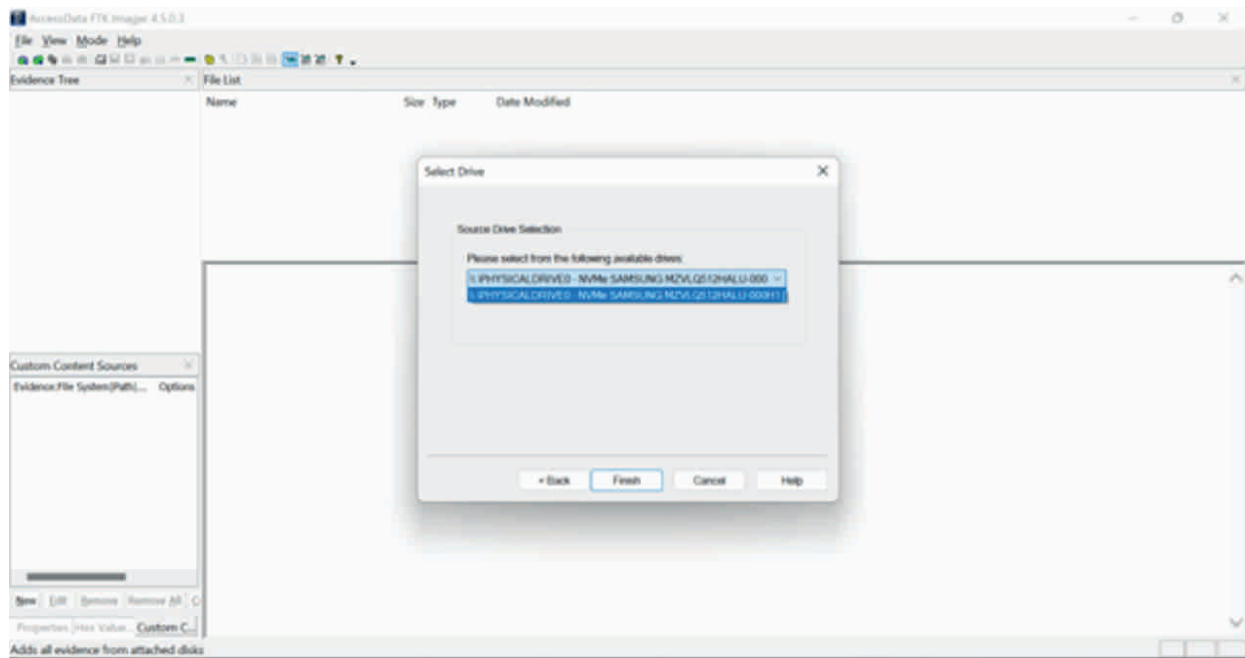 AccessData FTK Imager 4.5.0.3
File View Mode Help
Evidence Tree
File List
Name Size Type Date Modified
Select Drive
Source Drive Selection
Please select from the following available drives:
\\.\PHYSICALDRIVE0 - NVMe SAMSUNG MZVLQ512HALU-000
\\.\PHYSICALDRIVE0 - NVMe SAMSUNG MZVLQ512HALU-000H1 [
Custom Content Sources
Evidence:File System|Path|... Options
< Back Finish Cancel Help
New Edit Remove Remove All C
Properties Hex Value... Custom C...
Adds all evidence from attached disks